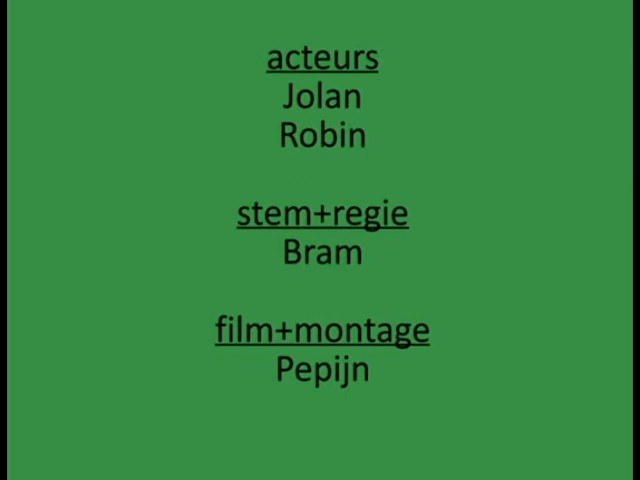 acteurs
Jolan
Robin
stem+regie
Bram
film+montage
Pepijn